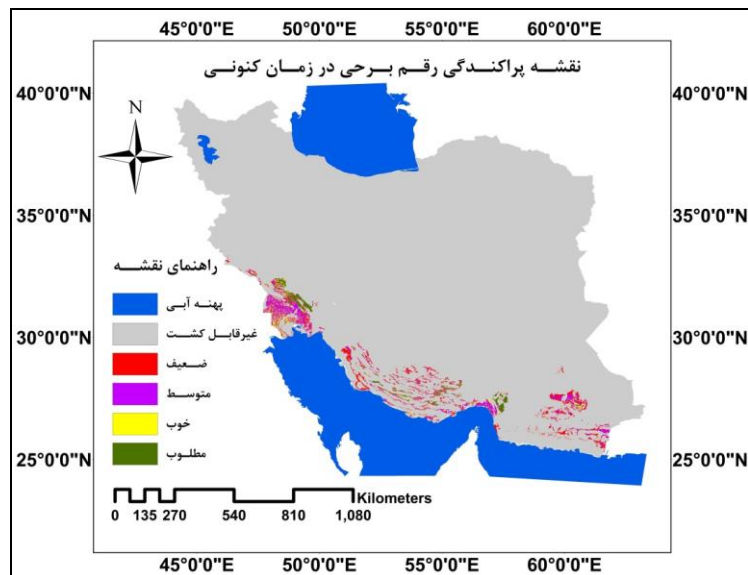 45°0'0"E 50°0'0"E 55°0'0"E 60°0'0"E
نقشه پراکندگی رقم برحی در زمان کنونی
40°0'0"N 40°0'0"N
N
35°0'0"N 35°0'0"N
راهنمای نقشه
پهنه آبی
30°0'0"N 30°0'0"N
غیرقابل کشت
ضعیف
متوسط
خوب
مطلوب
25°0'0"N 25°0'0"N
Kilometers
0 135 270 540 810 1,080
45°0'0"E 50°0'0"E 55°0'0"E 60°0'0"E